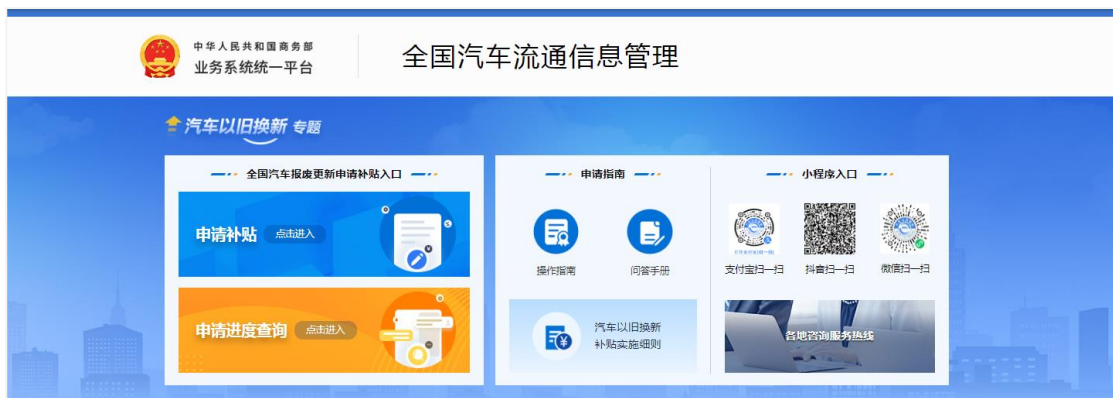 中华人民共和国商务部
业务系统统一平台
全国汽车流通信息管理
汽车以旧换新 专题
全国汽车报废更新申请补贴入口
申请补贴 点击进入
申请进度查询 点击进入
申请指南
操作指南 问答手册
汽车以旧换新
补贴实施细则
小程序入口
支付宝扫一扫 抖音扫一扫 微信扫一扫
各地咨询服务热线